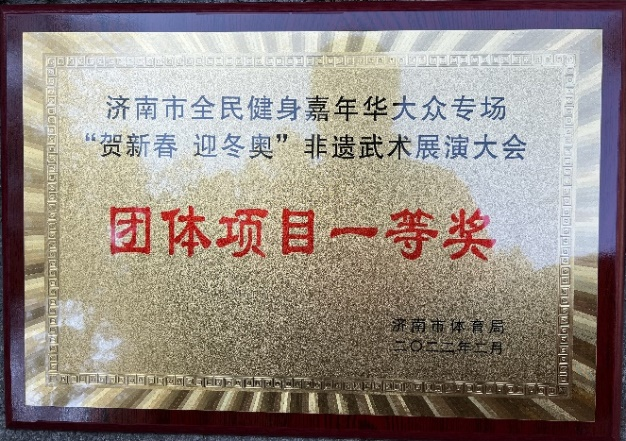 济南市全民健身嘉年华大众专场
“贺新春 迎冬奥”非遗武术展演大会
团体项目一等奖
济南市体育局
二〇二二年二月